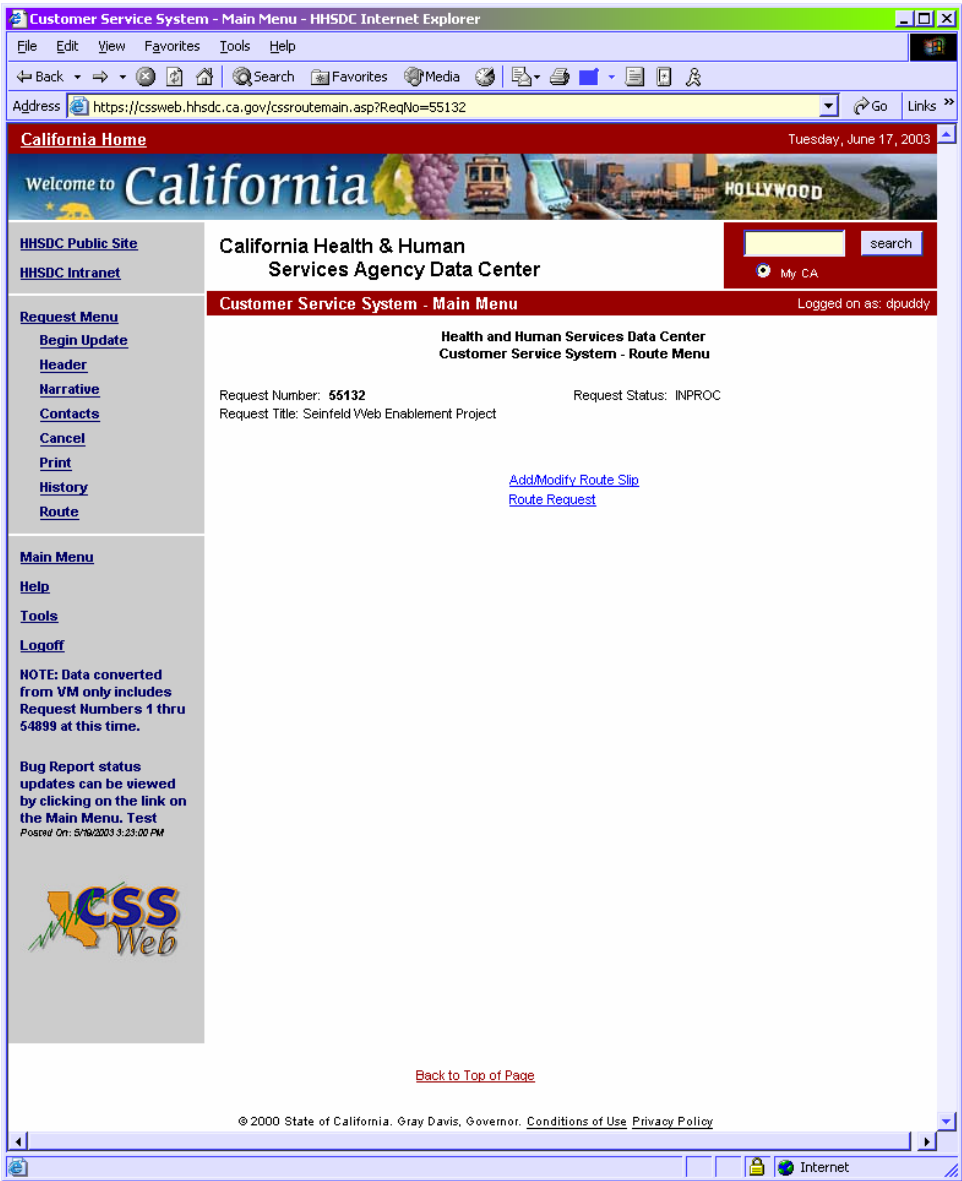 Customer Service System - Main Menu - HHSDC Internet Explorer
File Edit View Favorites Tools Help
Back Search Favorites Media
Address https://cssweb.hhsdc.ca.gov/cssroutemain.asp?ReqNo=55132 Go Links »
California Home Tuesday, June 17, 2003
Welcome to California HOLLYWOOD
HHSDC Public Site
HHSDC Intranet
California Health & Human
Services Agency Data Center
search
My CA
Customer Service System - Main Menu Logged on as: dpuddy
Request Menu
Begin Update
Header
Narrative
Contacts
Cancel
Print
History
Route
Health and Human Services Data Center
Customer Service System - Route Menu
Request Number: 55132 Request Status: INPROC
Request Title: Seinfeld Web Enablement Project
Add/Modify Route Slip
Route Request
Main Menu
Help
Tools
Logoff
NOTE: Data converted
from VM only includes
Request Numbers 1 thru
54899 at this time.
Bug Report status
updates can be viewed
by clicking on the link on
the Main Menu. Test
Posted On: 5/19/2003 3:23:00 PM
CSS
Web
Back to Top of Page
© 2000 State of California. Gray Davis, Governor. Conditions of Use Privacy Policy
Internet